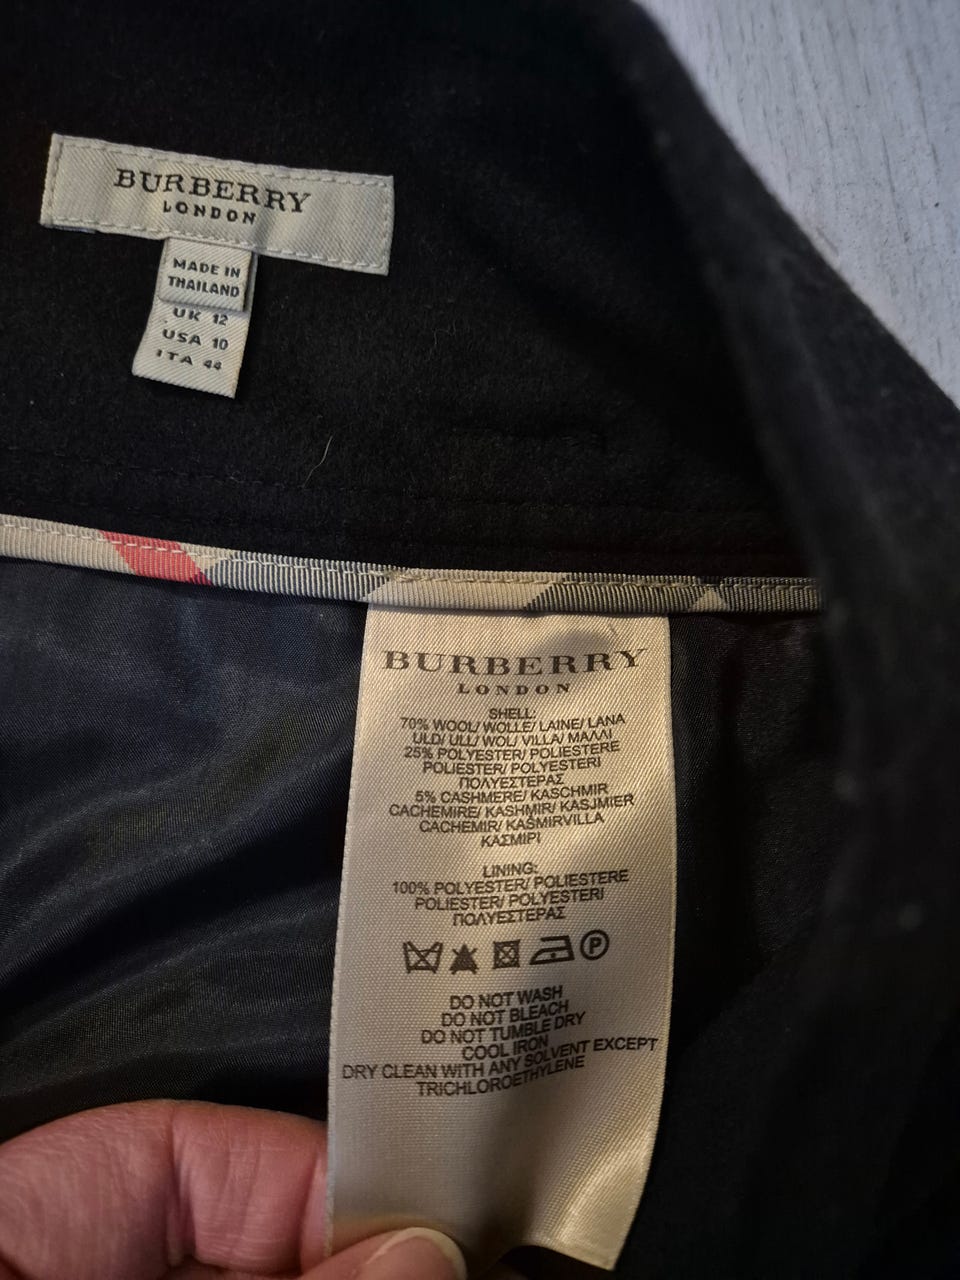 BURBERRY
LONDON
MADE IN
THAILAND
UK 12
USA 10
ITA 44
BURBERRY
LONDON
SHELL:
70% WOOL/ WOLLE/ LAINE/ LANA
ULD/ ULL/ WOL/ VILLA/ ΜΑΛΛΙ
25% POLYESTER/ POLIESTERE
POLIESTER/ POLYESTERI
ΠΟΛΥΕΣΤΕΡΑΣ
5% CASHMERE/ KASCHMIR
CACHEMIRE/ KASHMIR/ KASJMIER
CACHEMIR/ KAŠMIRVILLA
ΚΑΣΜΙΡΙ
LINING:
100% POLYESTER/ POLIESTERE
POLIESTER/ POLYESTERI
ΠΟΛΥΕΣΤΕΡΑΣ
P
DO NOT WASH
DO NOT BLEACH
DO NOT TUMBLE DRY
COOL IRON
DRY CLEAN WITH ANY SOLVENT EXCEPT
TRICHLOROETHYLENE